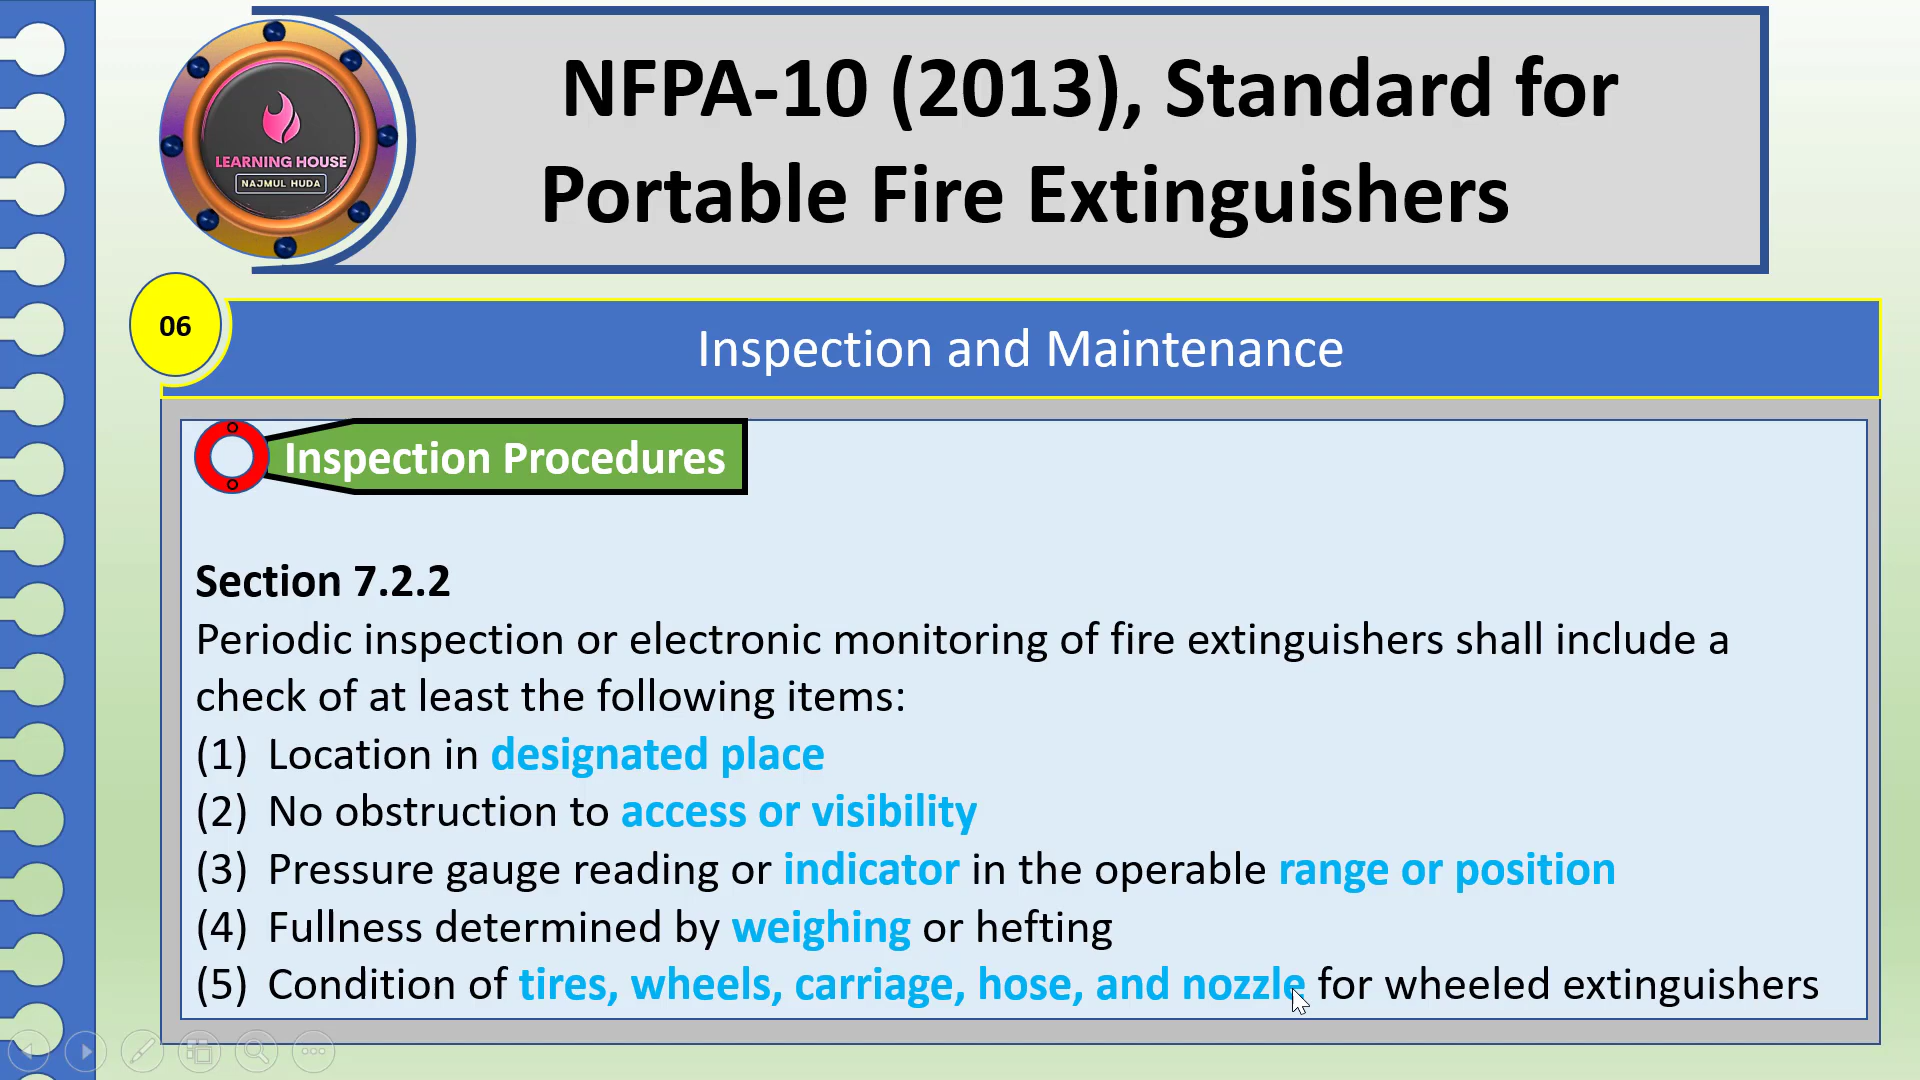 NFPA-10 (2013), Standard for
Portable Fire Extinguishers
LEARNING HOUSE
NAJMUL HUDA
06
Inspection and Maintenance
Inspection Procedures
Section 7.2.2
Periodic inspection or electronic monitoring of fire extinguishers shall include a
check of at least the following items:
(1) Location in designated place
(2) No obstruction to access or visibility
(3) Pressure gauge reading or indicator in the operable range or position
(4) Fullness determined by weighing or hefting
(5) Condition of tires, wheels, carriage, hose, and nozzle for wheeled extinguishers